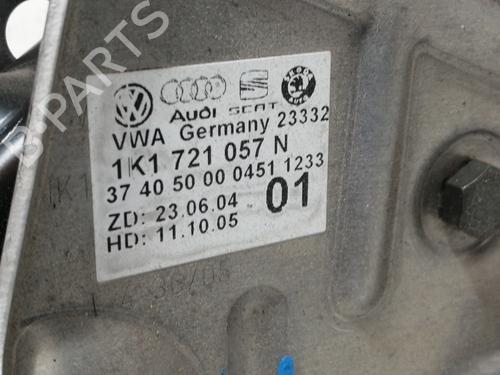 B-PARTS
AUDI SEAT SKODA
VWA Germany 23332
1K1 721 057 N
37 40 50 00 0451 1233
ZD: 23.06.04 01
HD: 11.10.05